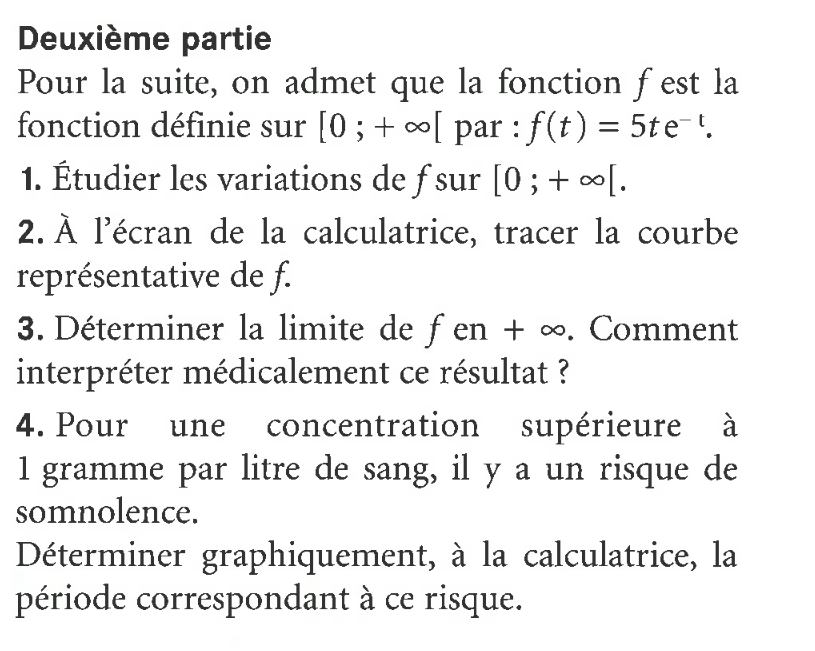 Deuxième partie
Pour la suite, on admet que la fonction f est la
fonction définie sur [0 ; + ∞[ par : f(t) = 5te⁻ ᵗ.
1. Étudier les variations de f sur [0 ; + ∞[.
2. À l'écran de la calculatrice, tracer la courbe
représentative de f.
3. Déterminer la limite de f en + ∞. Comment
interpréter médicalement ce résultat ?
4. Pour une concentration supérieure à
1 gramme par litre de sang, il y a un risque de
somnolence.
Déterminer graphiquement, à la calculatrice, la
période correspondant à ce risque.